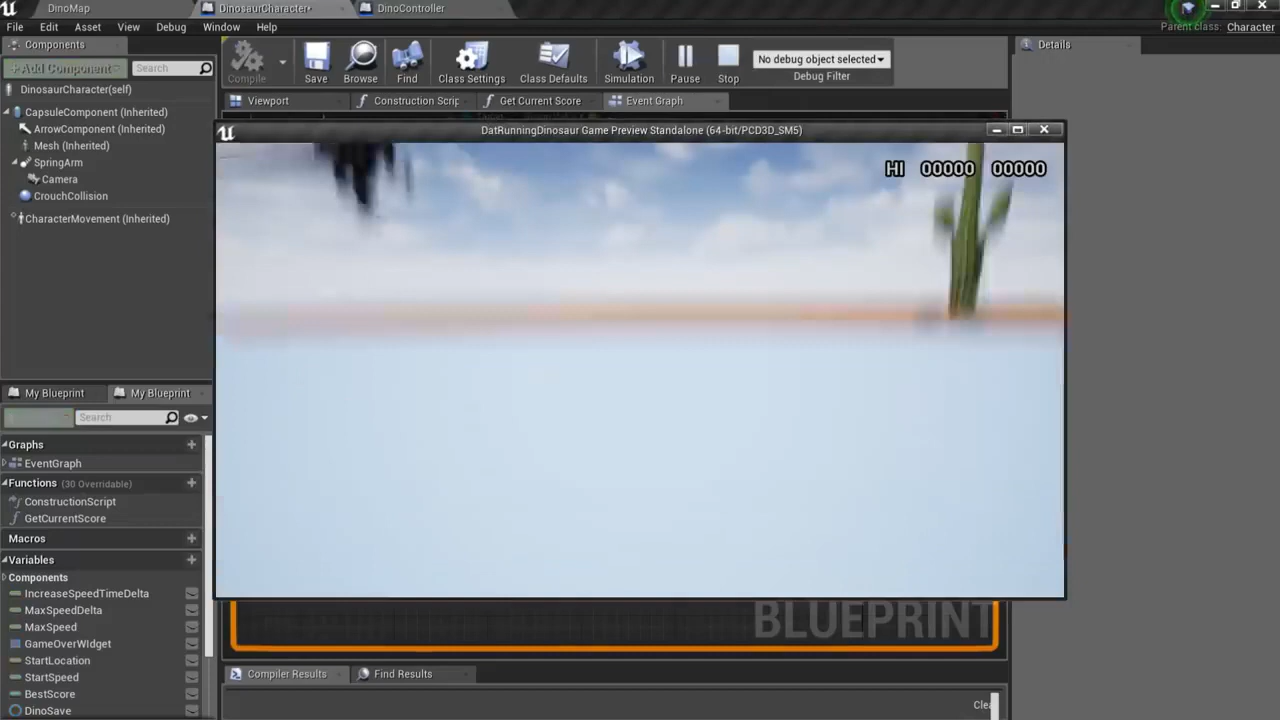 DinoMap
DinosaurCharacter*
DinoController
File Edit Asset View Debug Window Help
Parent class: Character
Components
+Add Component
Search
DinosaurCharacter(self)
CapsuleComponent (Inherited)
ArrowComponent (Inherited)
Mesh (Inherited)
SpringArm
Camera
CrouchCollision
CharacterMovement (Inherited)
Compile
Save
Browse
Find
Class Settings
Class Defaults
Simulation
Pause
Stop
No debug object selected
Debug Filter
Details
Viewport
Construction Scrip
Get Current Score
Event Graph
DatRunningDinosaur Game Preview Standalone (64-bit/PCD3D_SM5)
HI 00000 00000
My Blueprint
My Blueprint
Search
Graphs
EventGraph
Functions (30 Overridable)
ConstructionScript
GetCurrentScore
Macros
Variables
Components
IncreaseSpeedTimeDelta
MaxSpeedDelta
MaxSpeed
GameOverWIdget
StartLocation
StartSpeed
BestScore
DinoSave
BLUEPRINT
Compiler Results
Find Results
Clea